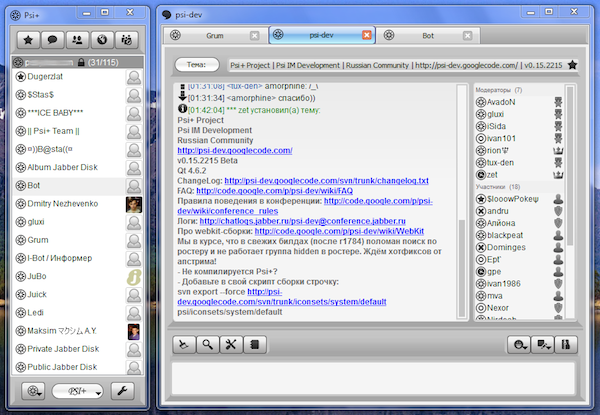 Psi+
(31/115)
Dugerzlat
$Stas$
***ICE BABY***
|| Psi+ Team ||
¤))B@sta((¤
Album Jabber Disk
Bot
Dmitry Nezhevenko
gluxi
Grum
I-Bot / Информер
JuBo
Juick
Ledi
Maksim マクシム A.Y.
Private Jabber Disk
Public Jabber Disk
PSI+
psi-dev
Grum
psi-dev
Bot
Тема:
Psi+ Project | Psi IM Development | Russian Community | http://psi-dev.googlecode.com/ | v0.15.2215
[01:31:08] <tux-den> amorphine: /_\
[01:31:34] <amorphine> спасибо))
[01:42:04] *** zet установил(а) тему:
Psi+ Project
Psi IM Development
Russian Community
http://psi-dev.googlecode.com/
v0.15.2215 Beta
Qt 4.6.2
ChangeLog: http://psi-dev.googlecode.com/svn/trunk/changelog.txt
FAQ: http://code.google.com/p/psi-dev/wiki/FAQ
Правила поведения в конференции: http://code.google.com/p/psi-
dev/wiki/conference_rules
Логи: http://chatlogs.jabber.ru/psi-dev@conference.jabber.ru
Про webkit-сборки: http://code.google.com/p/psi-dev/wiki/WebKit
Мы в курсе, что в свежих билдах (после r1784) поломан поиск по
ростеру и не работает группа hidden в ростере. Ждём хотфиксов от
апстрима!
- Не компилируется Psi+?
- Добавьте в свой скрипт сборки строчку:
svn export --force http://psi-
dev.googlecode.com/svn/trunk/iconsets/system/default
psi/iconsets/system/default
Модераторы (7)
AvadoN
gluxi
iSida
ivan101
rion
tux-den
zet
Участники (18)
$looowPokeψ
andru
Алйона
blackpeat
Dominges
Ept'
gpe
ivan1986
mva
Nexor
Nirdeah